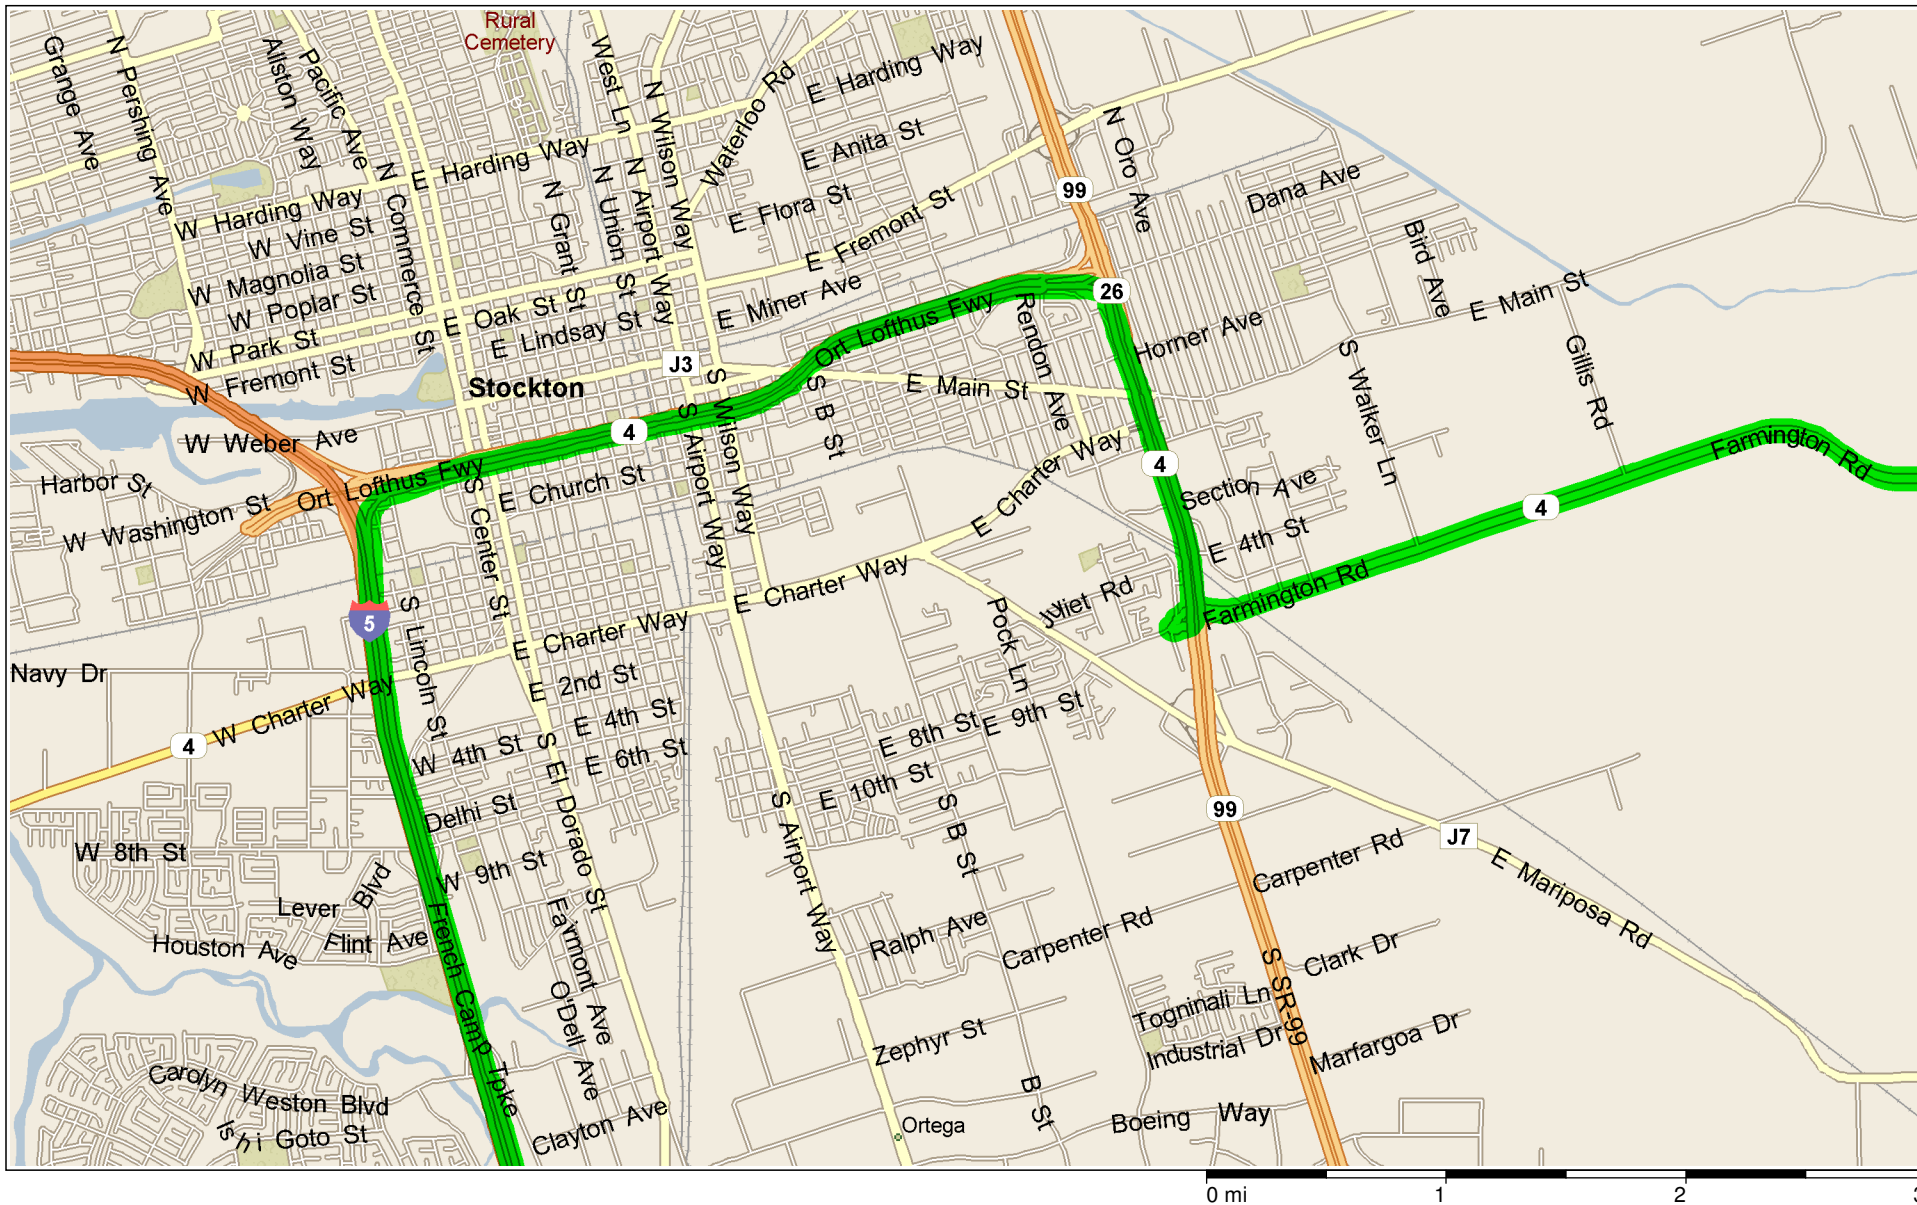 Rural
Cemetery
Grange Ave
N Pershing Ave
Allston Way
Pacific Ave
West Ln
N Wilson Way
Waterloo Rd
E Harding Way
E Anita St
N Oro Ave
E Harding Way
N Commerce St
N Grant St
N Union St
N Airport Way
99
Dana Ave
W Harding Way
W Vine St
E Flora St
E Fremont St
Bird Ave
W Magnolia St
W Poplar St
E Oak St
E Lindsay St
E Miner Ave
26
E Main St
W Park St
W Fremont St
J3
Ort Lofthus Fwy
Rendon Ave
Horner Ave
S Walker Ln
Gillis Rd
Stockton
S Wilson Way
S B St
E Main St
W Weber Ave
4
S Airport Way
E Charter Way
4
Farmington Rd
Harbor St
W Washington St
Ort Lofthus Fwy
S Center St
E Church St
Section Ave
4
E 4th St
E Charter Way
Farmington Rd
5
S Lincoln St
E Charter Way
Juliet Rd
Pock Ln
Navy Dr
W Charter Way
4
E 2nd St
E 4th St
E 6th St
W 4th St
S El Dorado St
E 8th St
E 9th St
E 10th St
Delhi St
S Airport Way
S B St
99
J7
W 8th St
W 9th St
Carpenter Rd
E Mariposa Rd
Lever Blvd
Flint Ave
Houston Ave
French Camp Tpke
Fairmont Ave
Ralph Ave
Carpenter Rd
S SR-99
Clark Dr
O'Dell Ave
Togninali Ln
Zephyr St
Industrial Dr
Marfargoa Dr
Carolyn Weston Blvd
Ishi Goto St
Clayton Ave
Ortega
B St
Boeing Way
0 mi
1
2
3